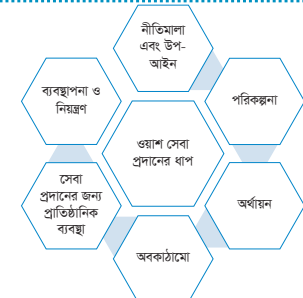 নীতিমালা
এবং উপ-
আইন
ব্যবস্থাপনা ও
নিয়ন্ত্রণ
পরিকল্পনা
ওয়াশ সেবা
প্রদানের ধাপ
সেবা
প্রদানের জন্য
প্রাতিষ্ঠানিক
ব্যবস্থা
অর্থায়ন
অবকাঠামো